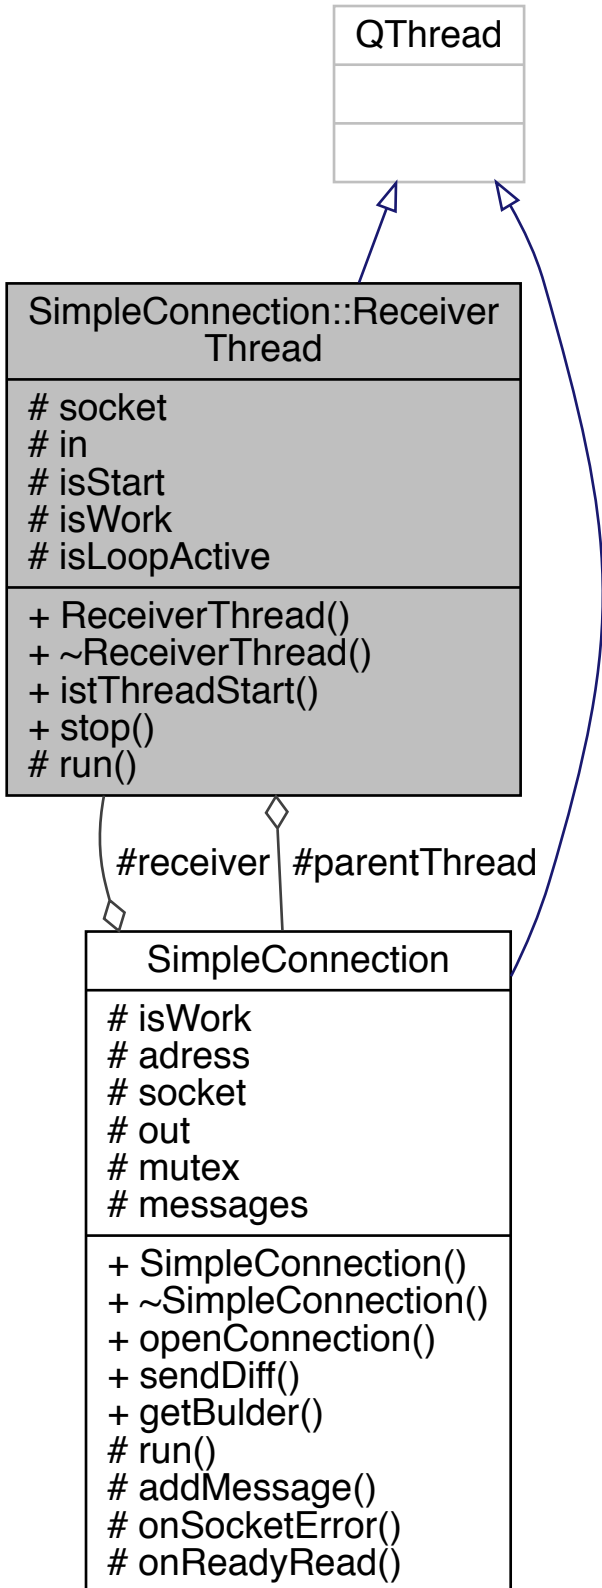 QThread
SimpleConnection::Receiver
Thread
# socket
# in
# isStart
# isWork
# isLoopActive
+ ReceiverThread()
+ ~ReceiverThread()
+ istThreadStart()
+ stop()
# run()
#receiver
#parentThread
SimpleConnection
# isWork
# adress
# socket
# out
# mutex
# messages
+ SimpleConnection()
+ ~SimpleConnection()
+ openConnection()
+ sendDiff()
+ getBulder()
# run()
# addMessage()
# onSocketError()
# onReadyRead()